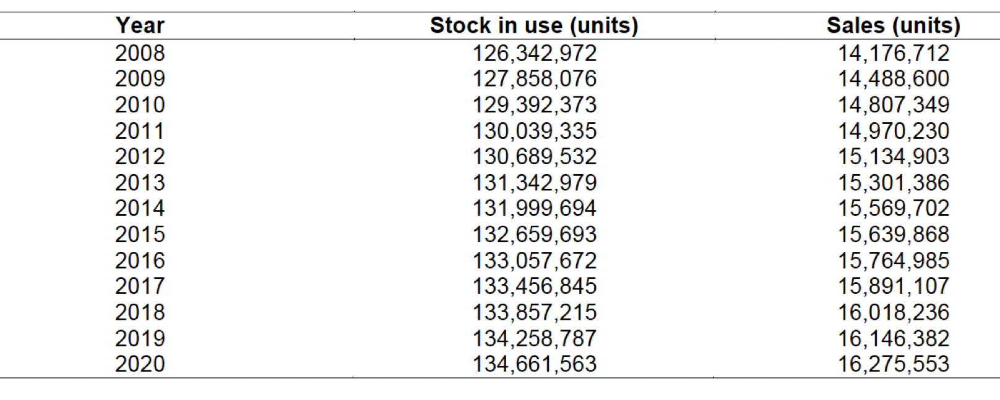 Year Stock in use (units) Sales (units)
2008 126,342,972 14,176,712
2009 127,858,076 14,488,600
2010 129,392,373 14,807,349
2011 130,039,335 14,970,230
2012 130,689,532 15,134,903
2013 131,342,979 15,301,386
2014 131,999,694 15,569,702
2015 132,659,693 15,639,868
2016 133,057,672 15,764,985
2017 133,456,845 15,891,107
2018 133,857,215 16,018,236
2019 134,258,787 16,146,382
2020 134,661,563 16,275,553